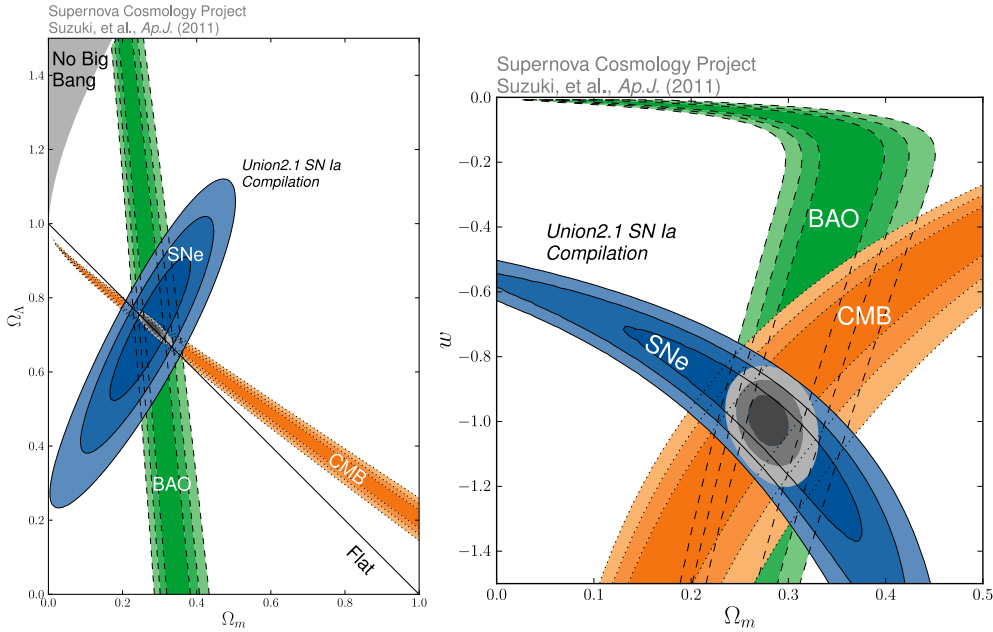 Supernova Cosmology Project
Suzuki, et al., Ap.J. (2011)
No Big
Bang
Union2.1 SN Ia
Compilation
SNe
CMB
BAO
Flat
1.4
1.2
1.0
0.8
0.6
0.4
0.2
0.0
Ω_Λ
0.0 0.2 0.4 0.6 0.8 1.0
Ω_m
Supernova Cosmology Project
Suzuki, et al., Ap.J. (2011)
BAO
Union2.1 SN Ia
Compilation
CMB
SNe
0.0
−0.2
−0.4
−0.6
−0.8
−1.0
−1.2
−1.4
w
0.0 0.1 0.2 0.3 0.4 0.5
Ω_m